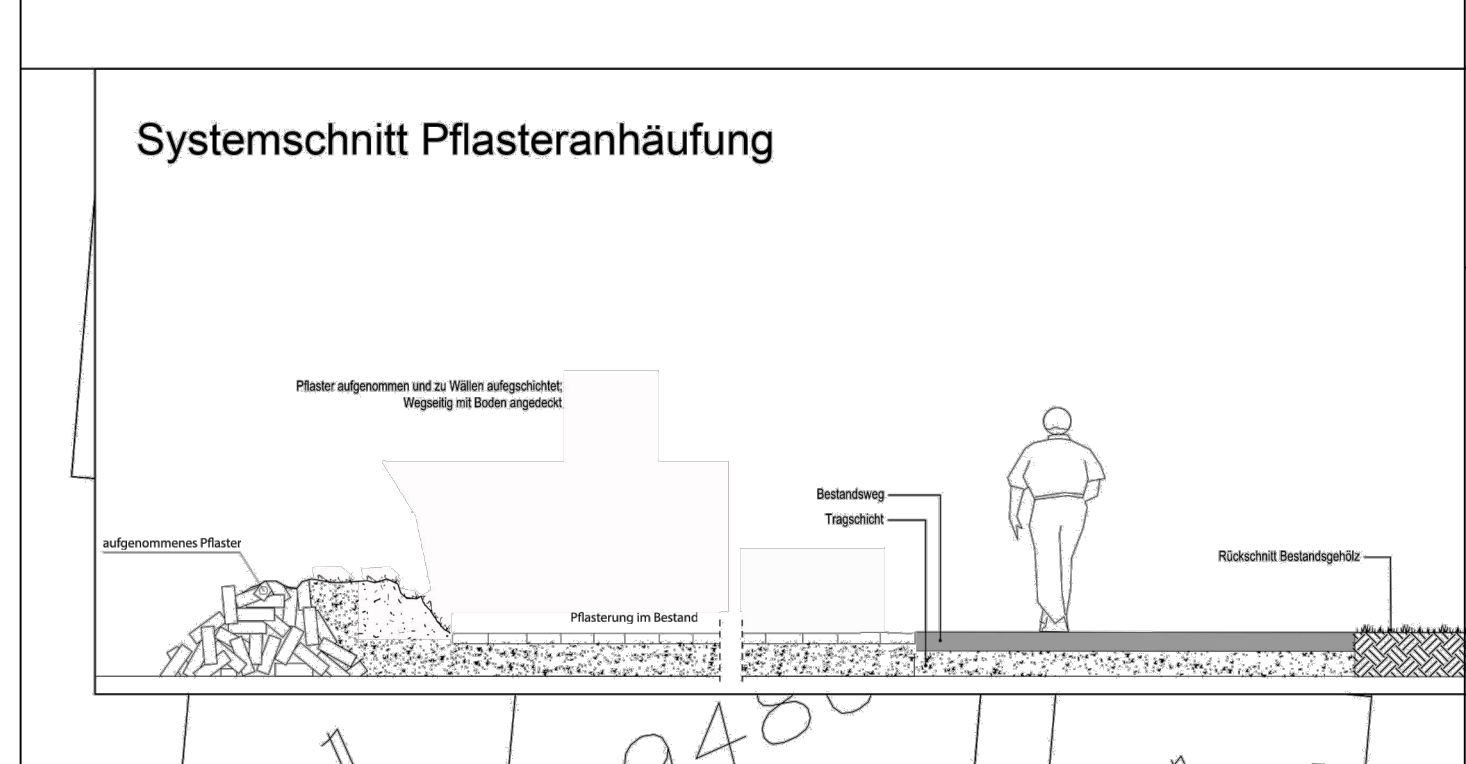 Systemschnitt Pflasteranhäufung
Pflaster aufgenommen und zu Wällen aufegschichtet;
Wegseitig mit Boden angedeckt
Bestandsweg
Tragschicht
aufgenommenes Pflaster
Rückschnitt Bestandsgehölz
Pflasterung im Bestand